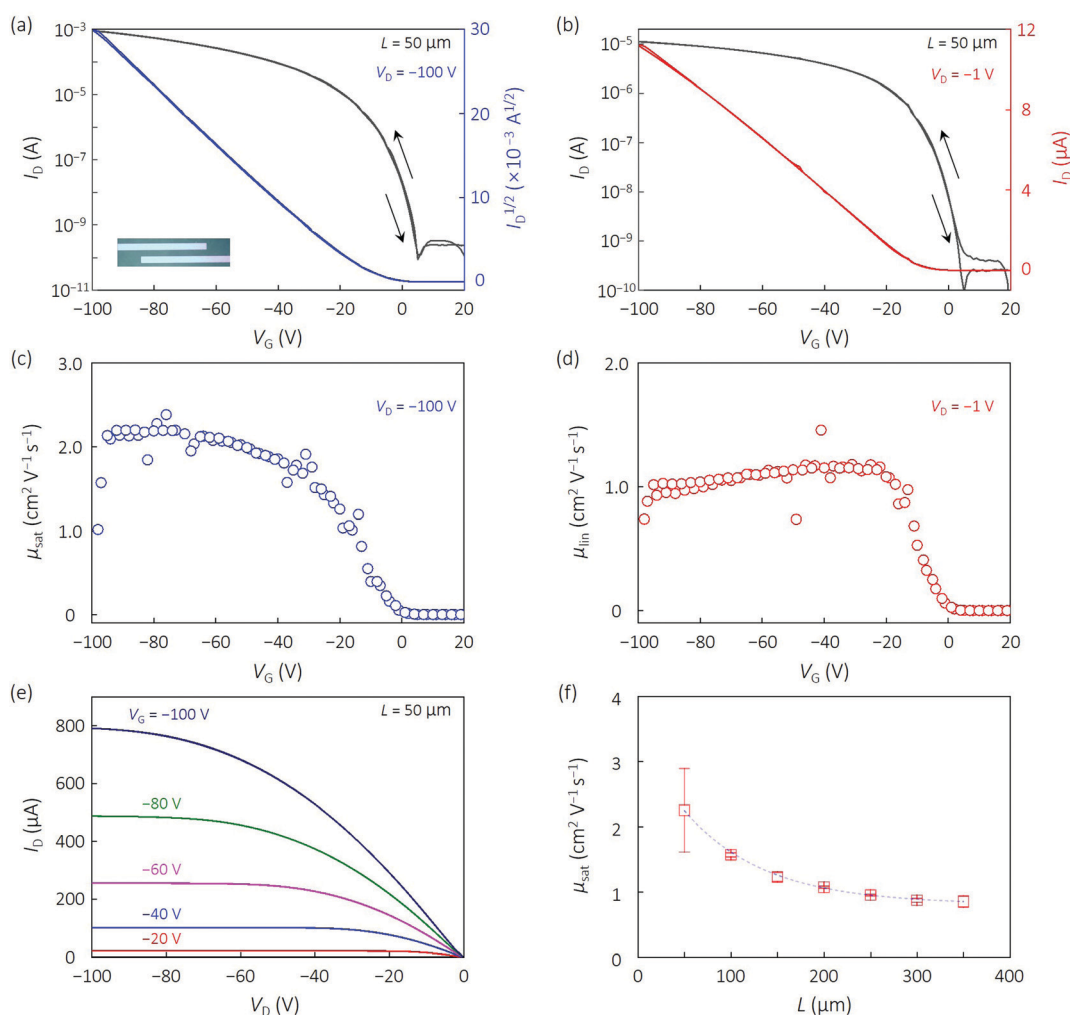 (a)
10⁻³
10⁻⁵
10⁻⁷
10⁻⁹
10⁻¹¹
I_D (A)
L = 50 μm
V_D = −100 V
30
20
10
0
I_D^1/2 (×10⁻³ A^1/2)
−100 −80 −60 −40 −20 0 20
V_G (V)
(b)
10⁻⁵
10⁻⁶
10⁻⁷
10⁻⁸
10⁻⁹
10⁻¹⁰
I_D (A)
L = 50 μm
V_D = −1 V
12
8
4
0
I_D (μA)
−100 −80 −60 −40 −20 0 20
V_G (V)
(c)
3.0
2.0
1.0
0
μ_sat (cm² V⁻¹ s⁻¹)
V_D = −100 V
−100 −80 −60 −40 −20 0 20
V_G (V)
(d)
2.0
1.0
0
μ_lin (cm² V⁻¹ s⁻¹)
V_D = −1 V
−100 −80 −60 −40 −20 0 20
V_G (V)
(e)
800
600
400
200
0
I_D (μA)
V_G = −100 V
L = 50 μm
−80 V
−60 V
−40 V
−20 V
−100 −80 −60 −40 −20 0
V_D (V)
(f)
4
3
2
1
0
μ_sat (cm² V⁻¹ s⁻¹)
0 50 100 150 200 250 300 350 400
L (μm)